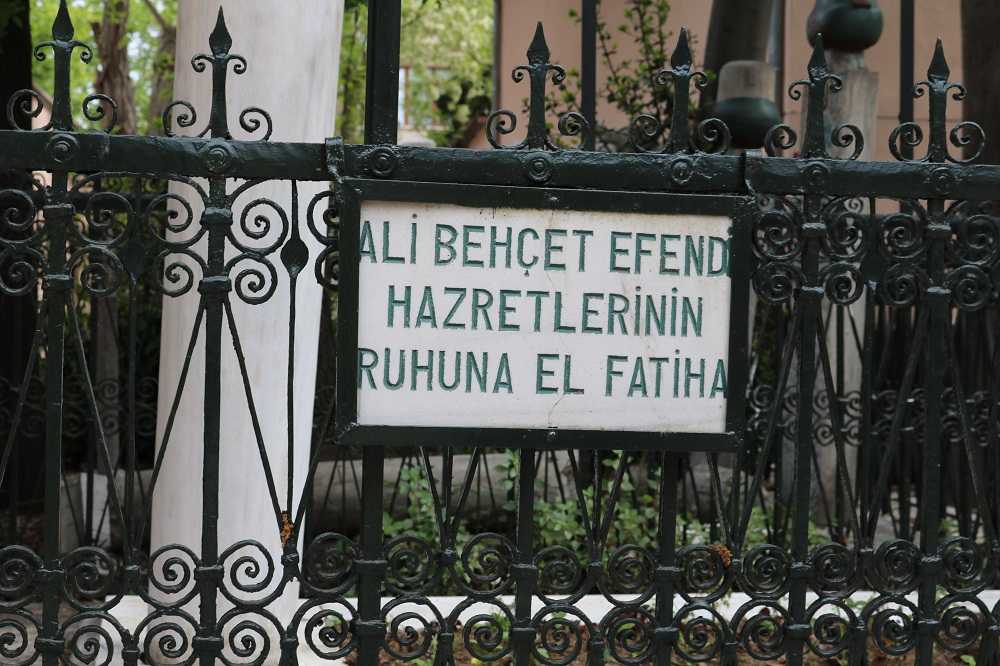 ALİ BEHÇET EFEND
HAZRETLERİNİN
RUHUNA EL FATİHA